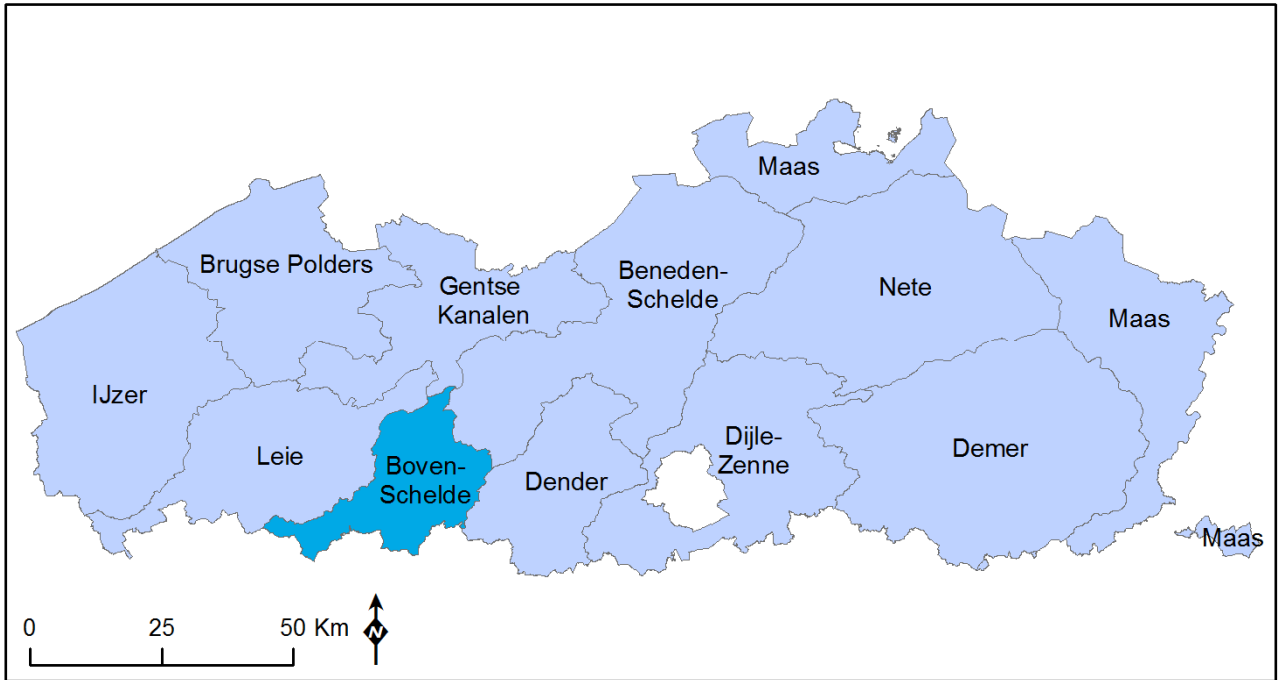 Maas
Brugse Polders
Gentse
Kanalen
Beneden-
Schelde
Nete
Maas
IJzer
Leie
Boven-
Schelde
Dender
Dijle-
Zenne
Demer
Maas
0 25 50 Km
N